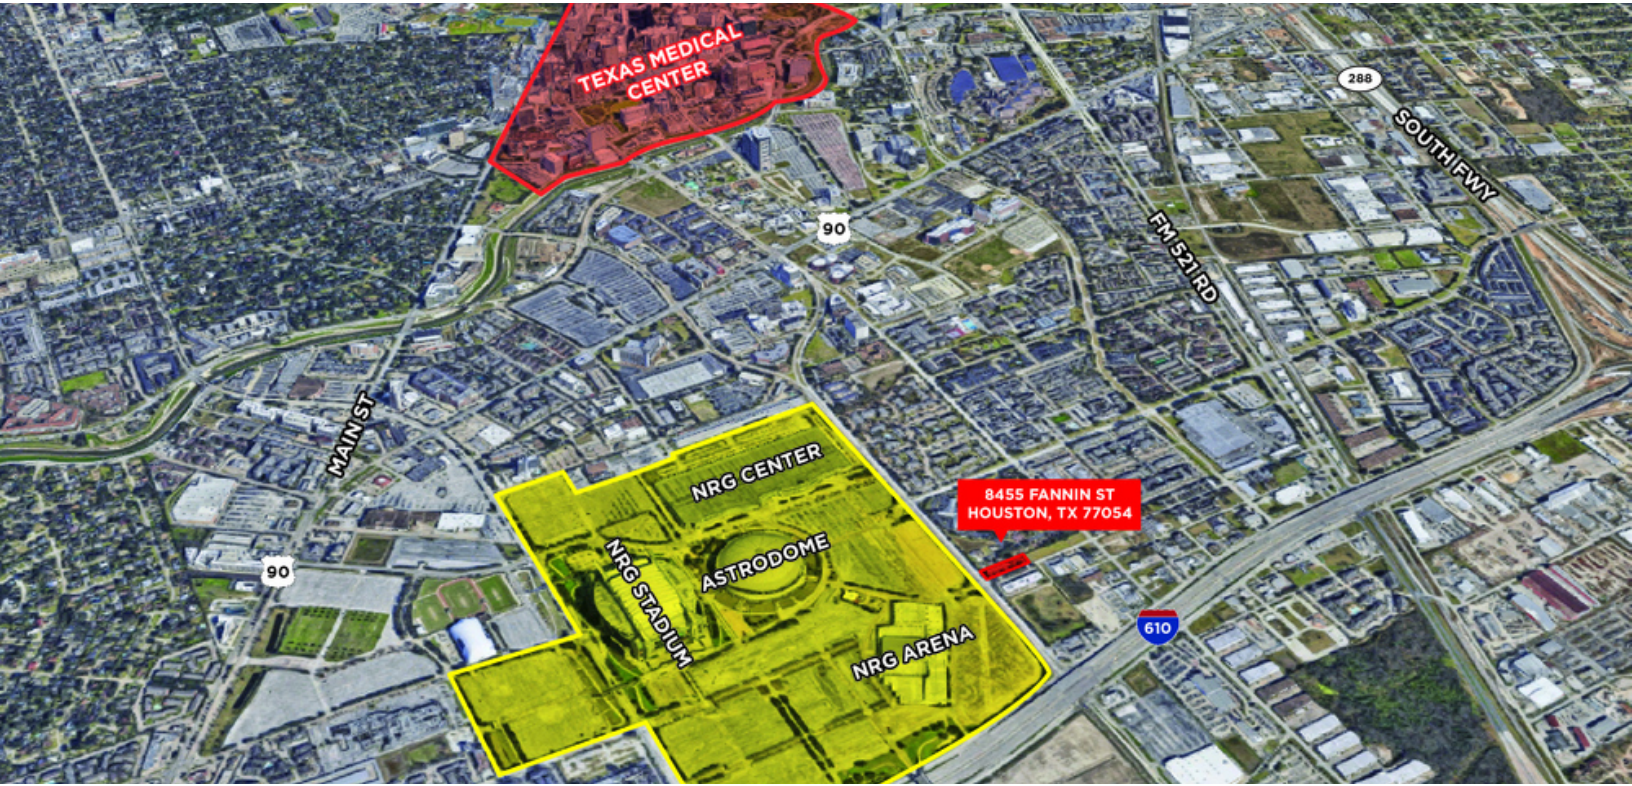 TEXAS MEDICAL
CENTER
288
SOUTH FWY
90
FM 521 RD
MAIN ST
NRG CENTER
8455 FANNIN ST
HOUSTON, TX 77054
ASTRODOME
NRG STADIUM
90
610
NRG ARENA